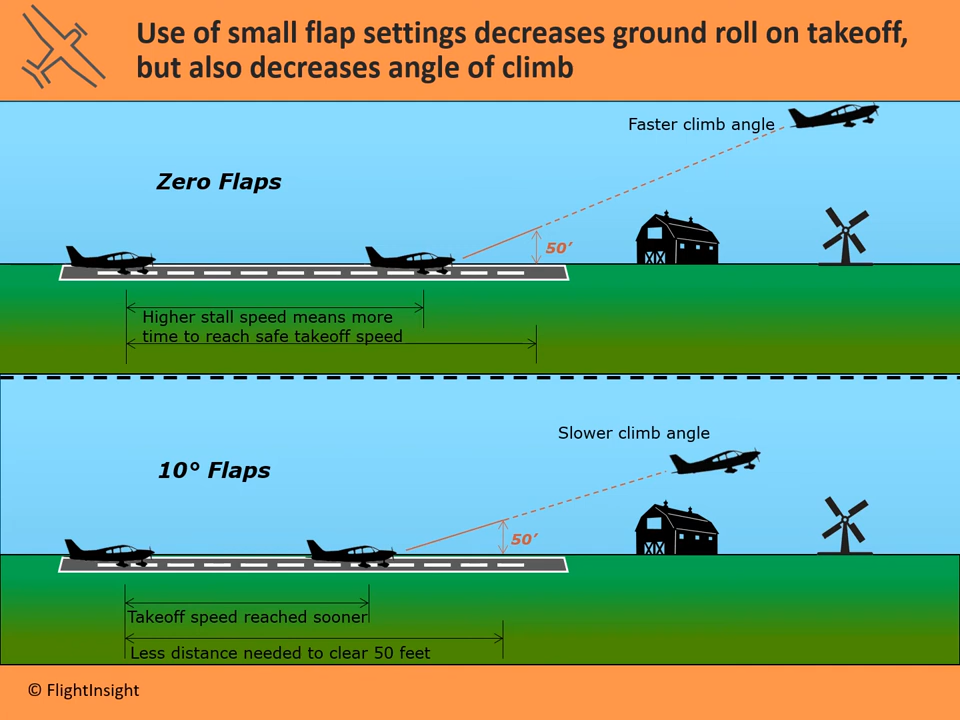 Use of small flap settings decreases ground roll on takeoff,
but also decreases angle of climb
Faster climb angle
Zero Flaps
50′
Higher stall speed means more
time to reach safe takeoff speed
Slower climb angle
10° Flaps
50′
Takeoff speed reached sooner
Less distance needed to clear 50 feet
© FlightInsight